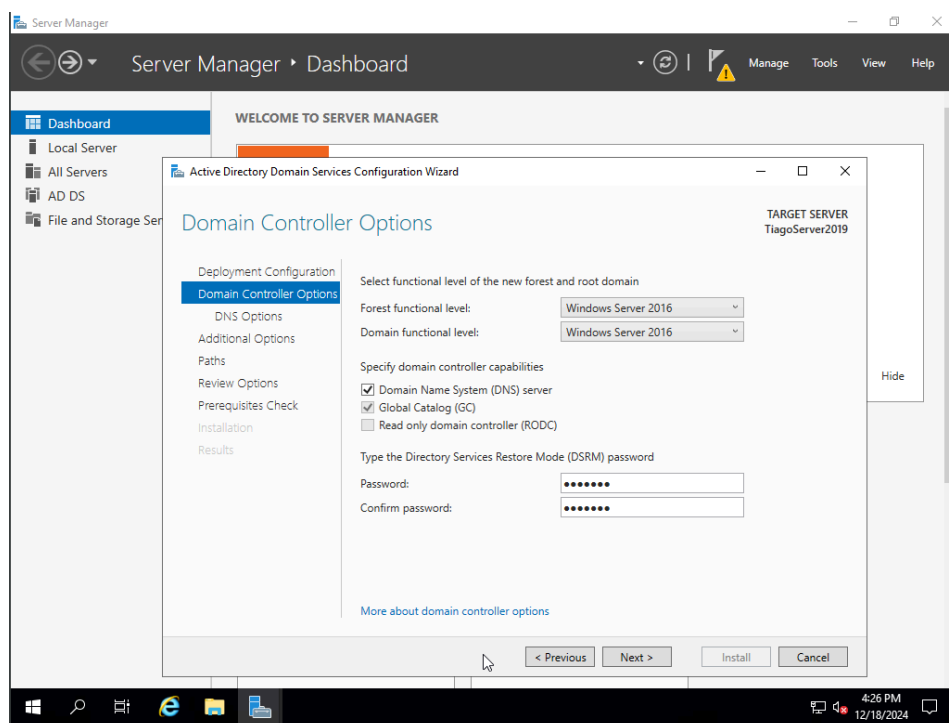 Server Manager
Server Manager ‣ Dashboard
Manage Tools View Help
Dashboard
Local Server
All Servers
AD DS
File and Storage Ser
WELCOME TO SERVER MANAGER
Hide
Active Directory Domain Services Configuration Wizard
Domain Controller Options
TARGET SERVER
TiagoServer2019
Deployment Configuration
Domain Controller Options
DNS Options
Additional Options
Paths
Review Options
Prerequisites Check
Installation
Results
Select functional level of the new forest and root domain
Forest functional level: Windows Server 2016
Domain functional level: Windows Server 2016
Specify domain controller capabilities
Domain Name System (DNS) server
Global Catalog (GC)
Read only domain controller (RODC)
Type the Directory Services Restore Mode (DSRM) password
Password: •••••••
Confirm password: •••••••
More about domain controller options
< Previous Next > Install Cancel
4:26 PM
12/18/2024